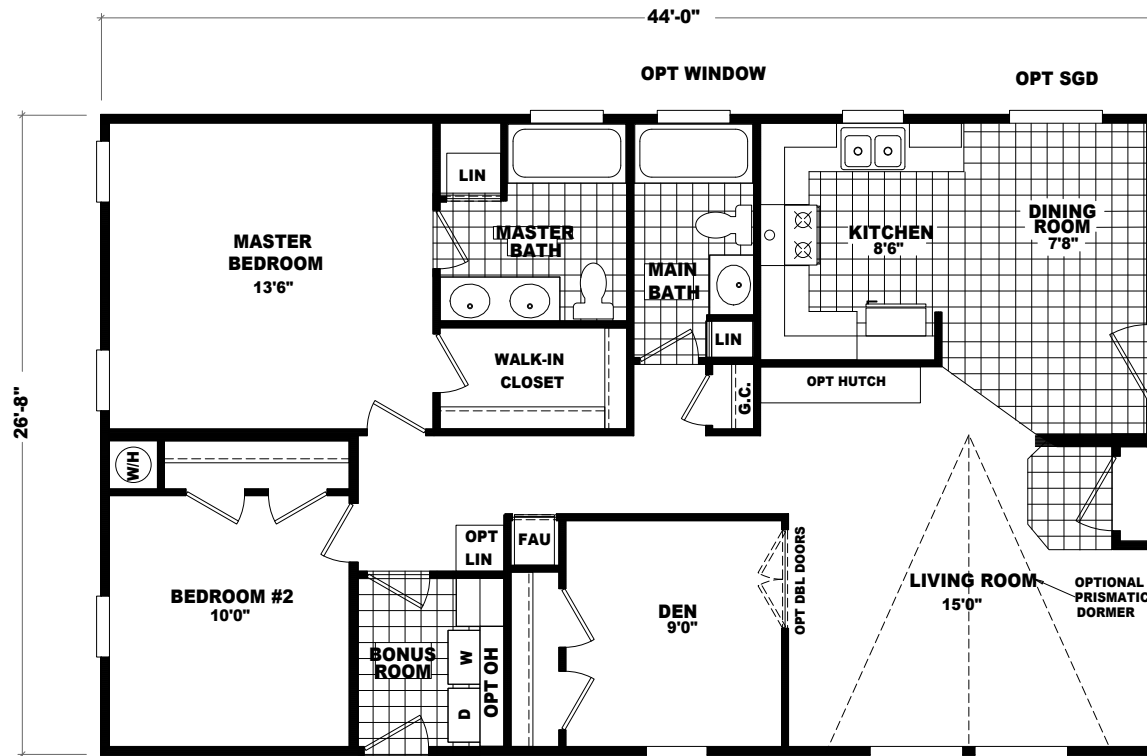 44'-0"
OPT WINDOW
OPT SGD
26'-8"
MASTER
BEDROOM
13'6"
LIN
MASTER
BATH
MAIN
BATH
LIN
KITCHEN
8'6"
DINING
ROOM
7'8"
WALK-IN
CLOSET
G.C.
OPT HUTCH
W/H
OPT
LIN
FAU
BEDROOM #2
10'0"
BONUS
ROOM
W
D
OPT OH
DEN
9'0"
OPT DBL DOORS
LIVING ROOM
15'0"
OPTIONAL
PRISMATIC
DORMER